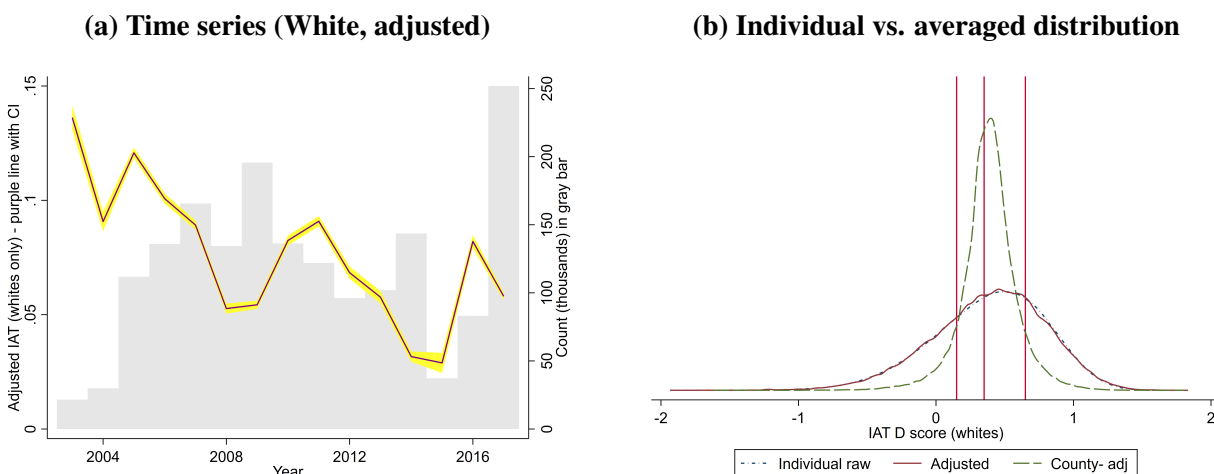 (a) Time series (White, adjusted)
Adjusted IAT (whites only) - purple line with CI
.15
.1
.05
0
250
200
150
100
50
0
Count (thousands) in gray bar
2004
2008
2012
2016
Year
(b) Individual vs. averaged distribution
-2
-1
0
1
2
IAT D score (whites)
Individual raw
Adjusted
County- adj